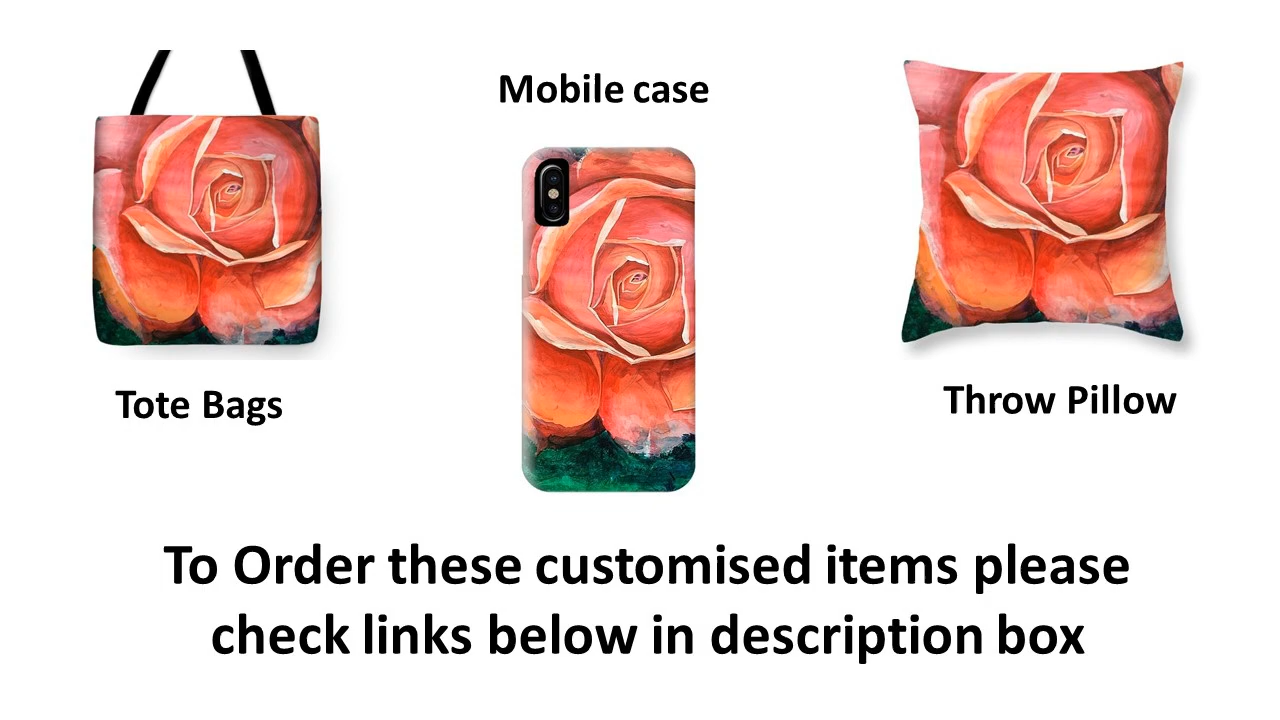 Mobile case
Tote Bags
Throw Pillow
To Order these customised items please
check links below in description box